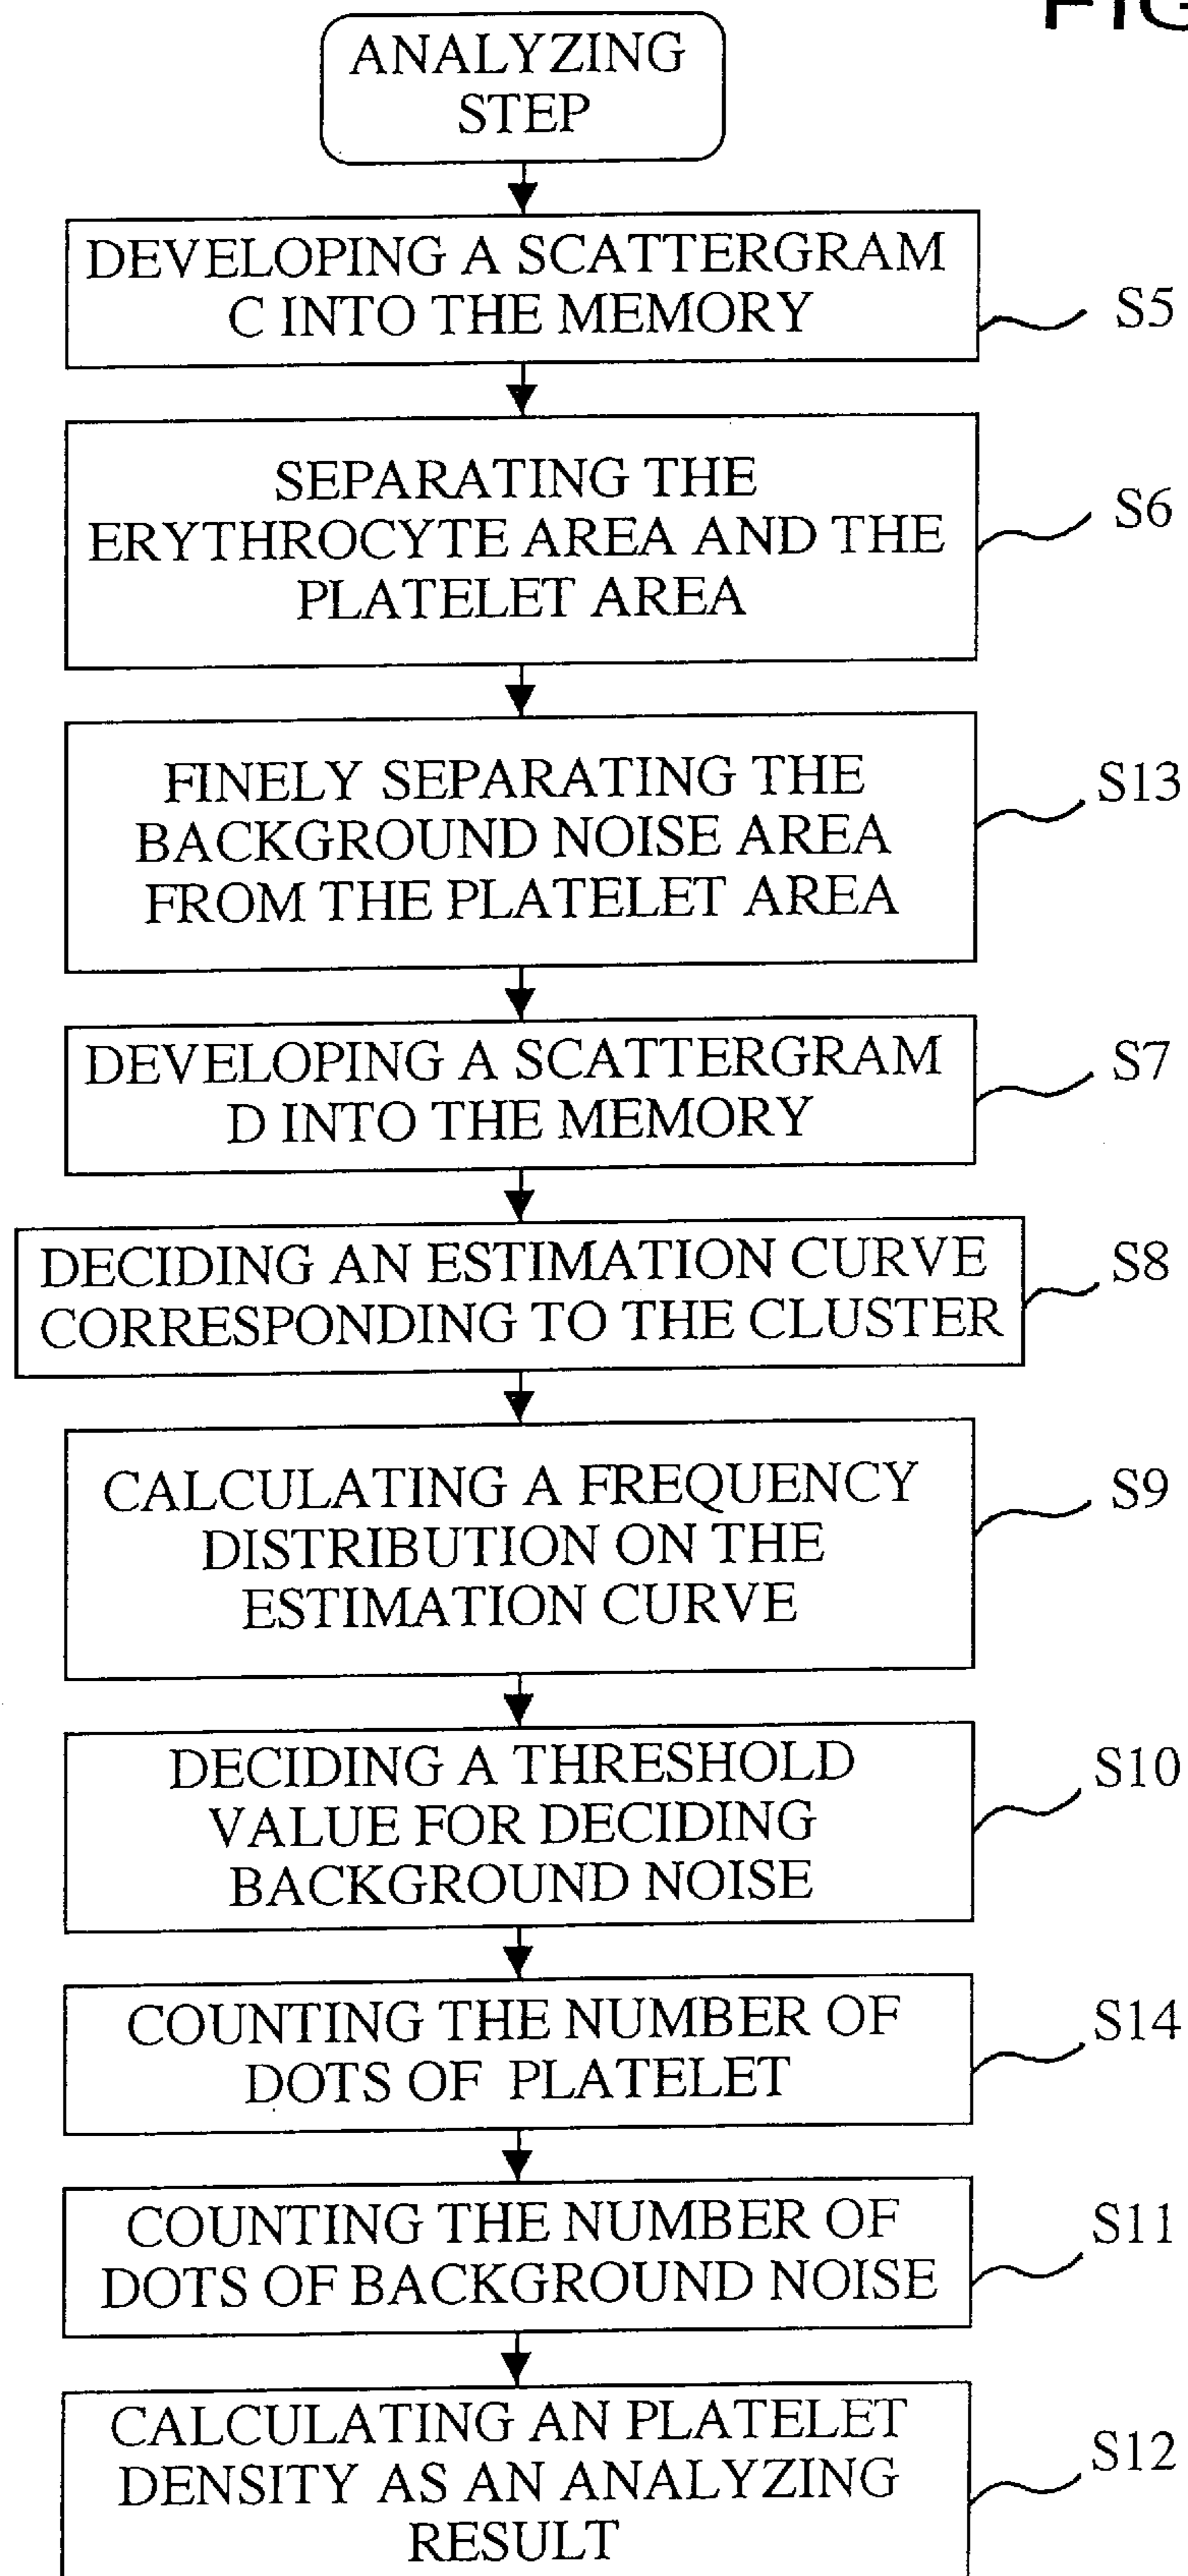 FIG
ANALYZING
STEP
DEVELOPING A SCATTERGRAM
C INTO THE MEMORY
S5
SEPARATING THE
ERYTHROCYTE AREA AND THE
PLATELET AREA
S6
FINELY SEPARATING THE
BACKGROUND NOISE AREA
FROM THE PLATELET AREA
S13
DEVELOPING A SCATTERGRAM
D INTO THE MEMORY
S7
DECIDING AN ESTIMATION CURVE
CORRESPONDING TO THE CLUSTER
S8
CALCULATING A FREQUENCY
DISTRIBUTION ON THE
ESTIMATION CURVE
S9
DECIDING A THRESHOLD
VALUE FOR DECIDING
BACKGROUND NOISE
S10
COUNTING THE NUMBER OF
DOTS OF PLATELET
S14
COUNTING THE NUMBER OF
DOTS OF BACKGROUND NOISE
S11
CALCULATING AN PLATELET
DENSITY AS AN ANALYZING
RESULT
S12